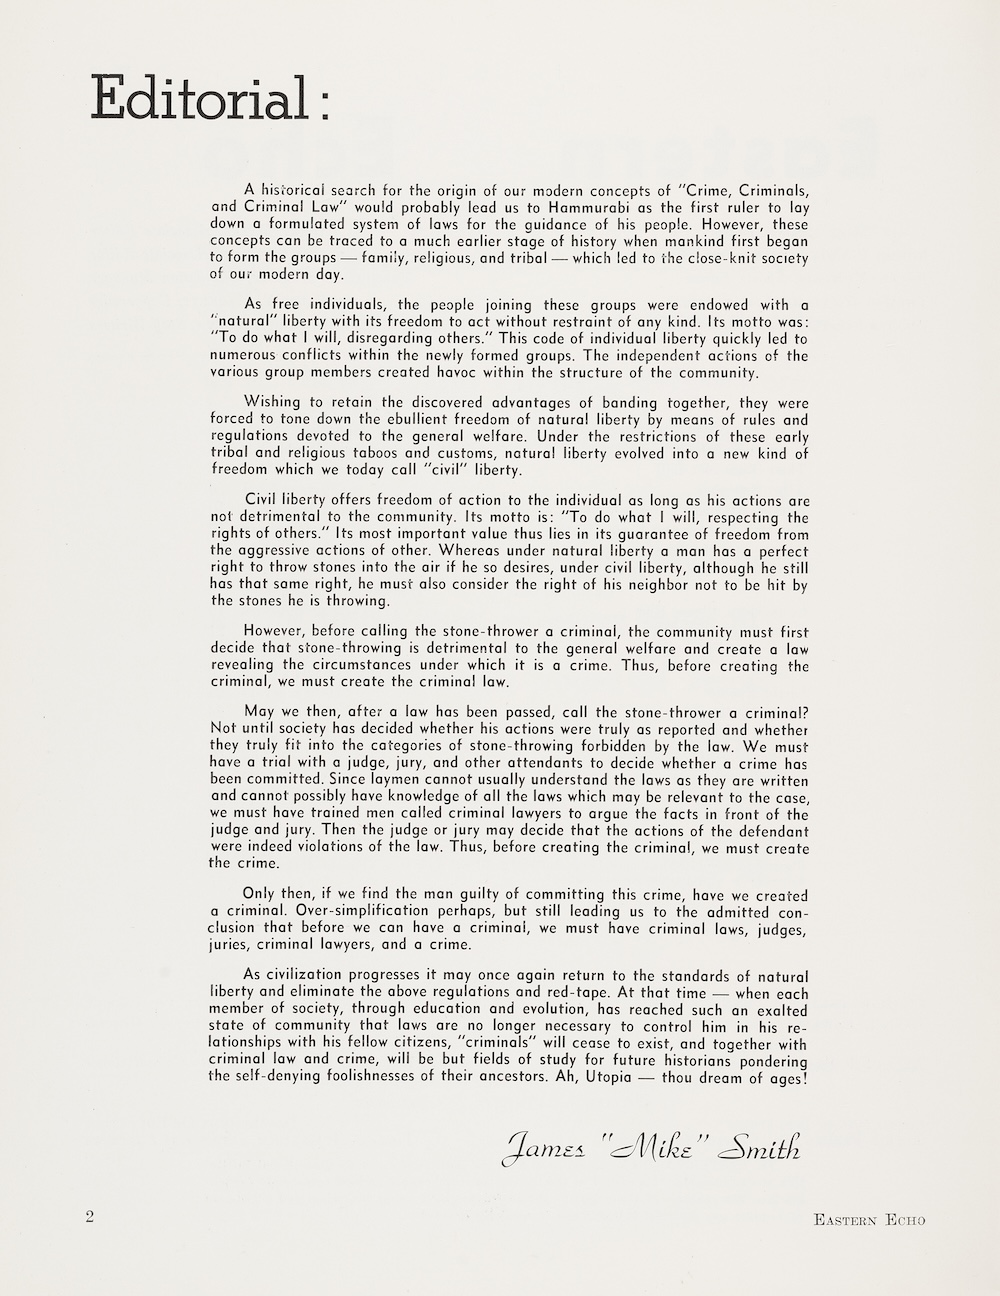 Editorial:
A historical search for the origin of our modern concepts of "Crime, Criminals,
and Criminal Law" would probably lead us to Hammurabi as the first ruler to lay
down a formulated system of laws for the guidance of his people. However, these
concepts can be traced to a much earlier stage of history when mankind first began
to form the groups — family, religious, and tribal — which led to the close-knit society
of our modern day.
As free individuals, the people joining these groups were endowed with a
"natural" liberty with its freedom to act without restraint of any kind. Its motto was:
"To do what I will, disregarding others." This code of individual liberty quickly led to
numerous conflicts within the newly formed groups. The independent actions of the
various group members created havoc within the structure of the community.
Wishing to retain the discovered advantages of banding together, they were
forced to tone down the ebullient freedom of natural liberty by means of rules and
regulations devoted to the general welfare. Under the restrictions of these early
tribal and religious taboos and customs, natural liberty evolved into a new kind of
freedom which we today call "civil" liberty.
Civil liberty offers freedom of action to the individual as long as his actions are
not detrimental to the community. Its motto is: "To do what I will, respecting the
rights of others." Its most important value thus lies in its guarantee of freedom from
the aggressive actions of other. Whereas under natural liberty a man has a perfect
right to throw stones into the air if he so desires, under civil liberty, although he still
has that same right, he must also consider the right of his neighbor not to be hit by
the stones he is throwing.
However, before calling the stone-thrower a criminal, the community must first
decide that stone-throwing is detrimental to the general welfare and create a law
revealing the circumstances under which it is a crime. Thus, before creating the
criminal, we must create the criminal law.
May we then, after a law has been passed, call the stone-thrower a criminal?
Not until society has decided whether his actions were truly as reported and whether
they truly fit into the categories of stone-throwing forbidden by the law. We must
have a trial with a judge, jury, and other attendants to decide whether a crime has
been committed. Since laymen cannot usually understand the laws as they are written
and cannot possibly have knowledge of all the laws which may be relevant to the case,
we must have trained men called criminal lawyers to argue the facts in front of the
judge and jury. Then the judge or jury may decide that the actions of the defendant
were indeed violations of the law. Thus, before creating the criminal, we must create
the crime.
Only then, if we find the man guilty of committing this crime, have we created
a criminal. Over-simplification perhaps, but still leading us to the admitted con-
clusion that before we can have a criminal, we must have criminal laws, judges,
juries, criminal lawyers, and a crime.
As civilization progresses it may once again return to the standards of natural
liberty and eliminate the above regulations and red-tape. At that time — when each
member of society, through education and evolution, has reached such an exalted
state of community that laws are no longer necessary to control him in his re-
lationships with his fellow citizens, "criminals" will cease to exist, and together with
criminal law and crime, will be but fields of study for future historians pondering
the self-denying foolishnesses of their ancestors. Ah, Utopia — thou dream of ages!
James "Mike" Smith
2
EASTERN ECHO